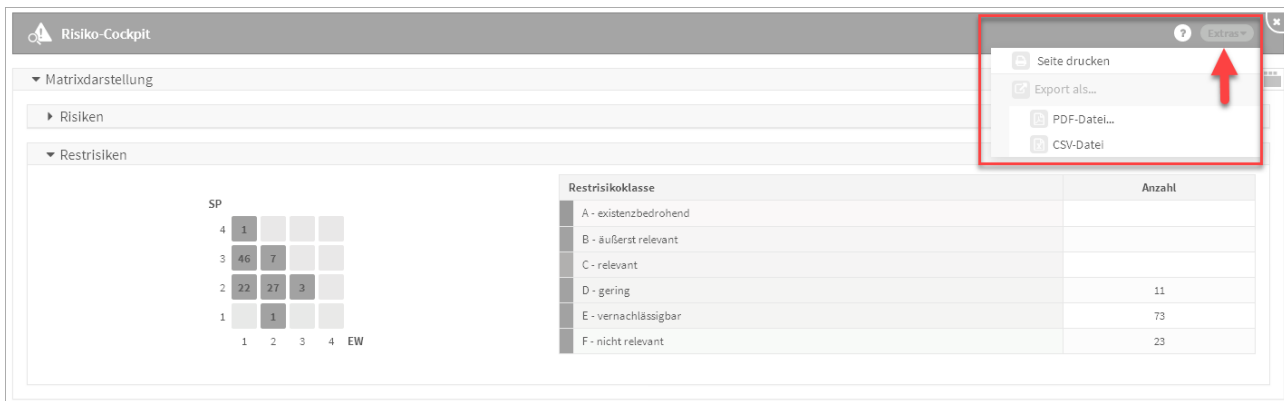 Risiko-Cockpit
? Extras
Seite drucken
Export als...
PDF-Datei...
CSV-Datei
Matrixdarstellung
Risiken
Restrisiken
SP
4 1
3 46 7
2 22 27 3
1 1
1 2 3 4 EW
Restrisikoklasse Anzahl
A - existenzbedrohend
B - äußerst relevant
C - relevant
D - gering 11
E - vernachlässigbar 73
F - nicht relevant 23